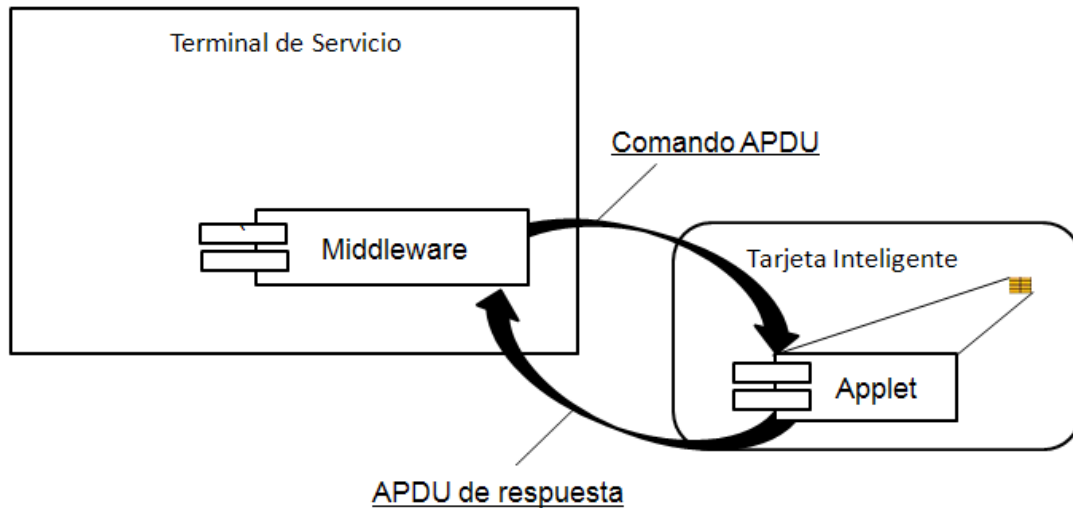 Terminal de Servicio
Comando APDU
Middleware
Tarjeta Inteligente
Applet
APDU de respuesta